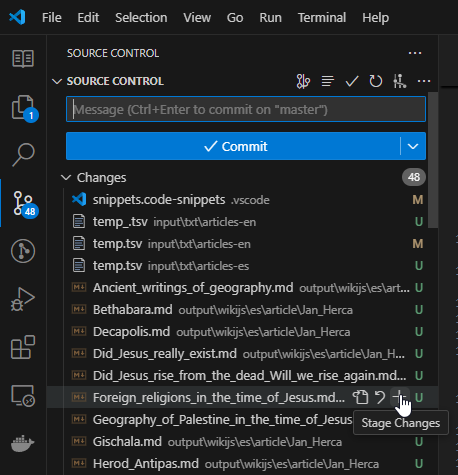 File Edit Selection View Go Run Terminal Help
SOURCE CONTROL
SOURCE CONTROL
Message (Ctrl+Enter to commit on "master")
1
Commit
Changes 48
snippets.code-snippets .vscode M
48
temp_.tsv input\txt\articles-en U
temp.tsv input\txt\articles-en M
temp.tsv input\txt\articles-es U
Ancient_writings_of_geography.md output\wikijs\es\art... U
Bethabara.md output\wikijs\es\article\Jan_Herca U
Decapolis.md output\wikijs\es\article\Jan_Herca U
Did_Jesus_really_exist.md output\wikijs\es\article\Jan_H... U
Did_Jesus_rise_from_the_dead_Will_we_rise_again.md... U
Foreign_religions_in_the_time_of_Jesus.md... U
Geography_of_Palestine_in_the_time_of_Jesus
Stage Changes
Gischala.md output\wikijs\es\article\Jan_Herca U
Herod_Antipas.md output\wikijs\es\article\Jan_Herca U